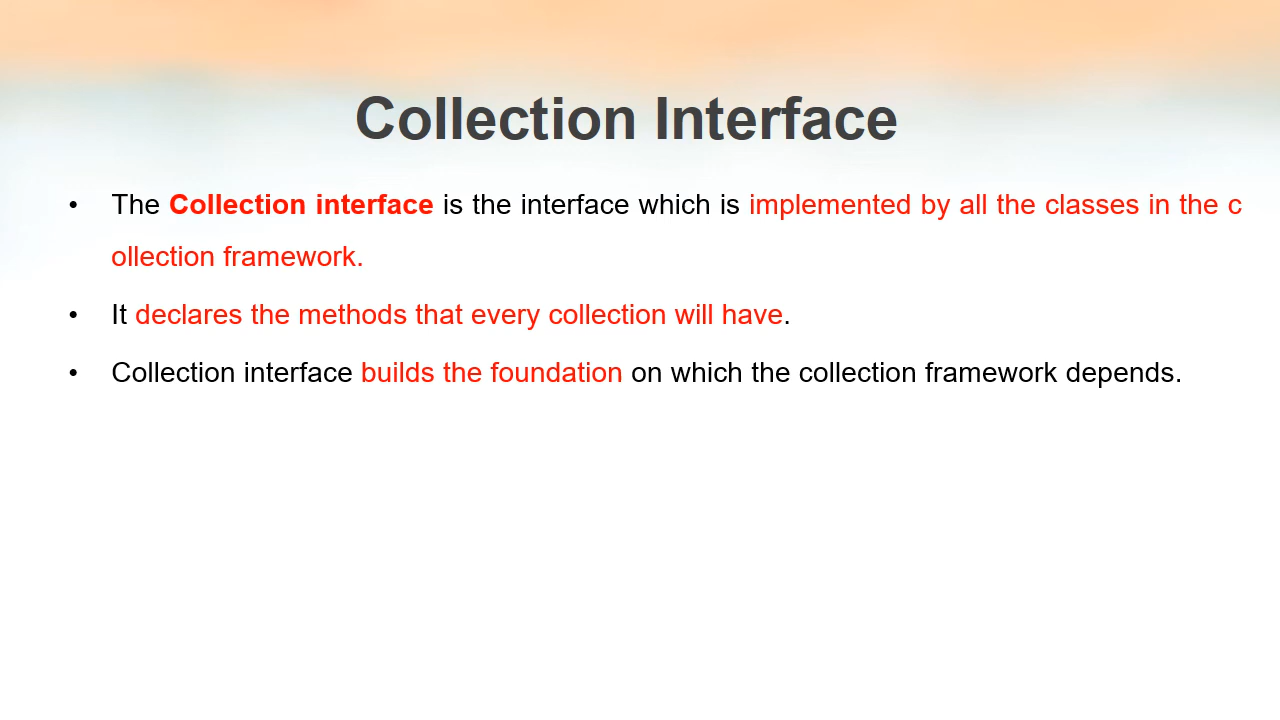 Collection Interface
• The Collection interface is the interface which is implemented by all the classes in the c
ollection framework.
• It declares the methods that every collection will have.
• Collection interface builds the foundation on which the collection framework depends.